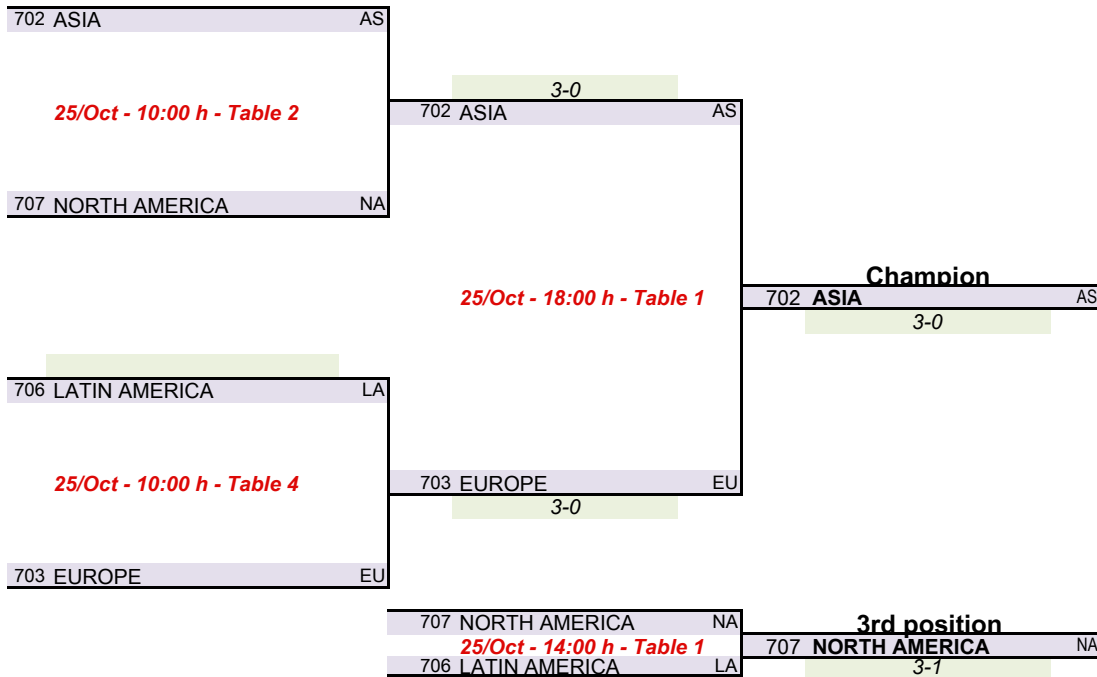 702 ASIA AS
25/Oct - 10:00 h - Table 2
707 NORTH AMERICA NA
3-0
702 ASIA AS
25/Oct - 18:00 h - Table 1
Champion
702 ASIA AS
3-0
706 LATIN AMERICA LA
25/Oct - 10:00 h - Table 4
703 EUROPE EU
703 EUROPE EU
3-0
707 NORTH AMERICA NA
25/Oct - 14:00 h - Table 1
706 LATIN AMERICA LA
3rd position
707 NORTH AMERICA NA
3-1